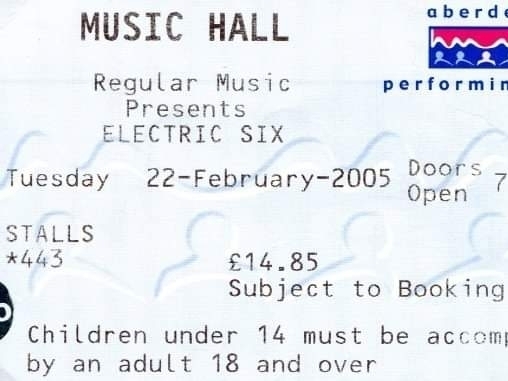 MUSIC HALL
aberde
performin
Regular Music
Presents
ELECTRIC SIX
Tuesday 22-February-2005 Doors Open 7
STALLS
*443
£14.85
Subject to Booking
Children under 14 must be accomp
by an adult 18 and over